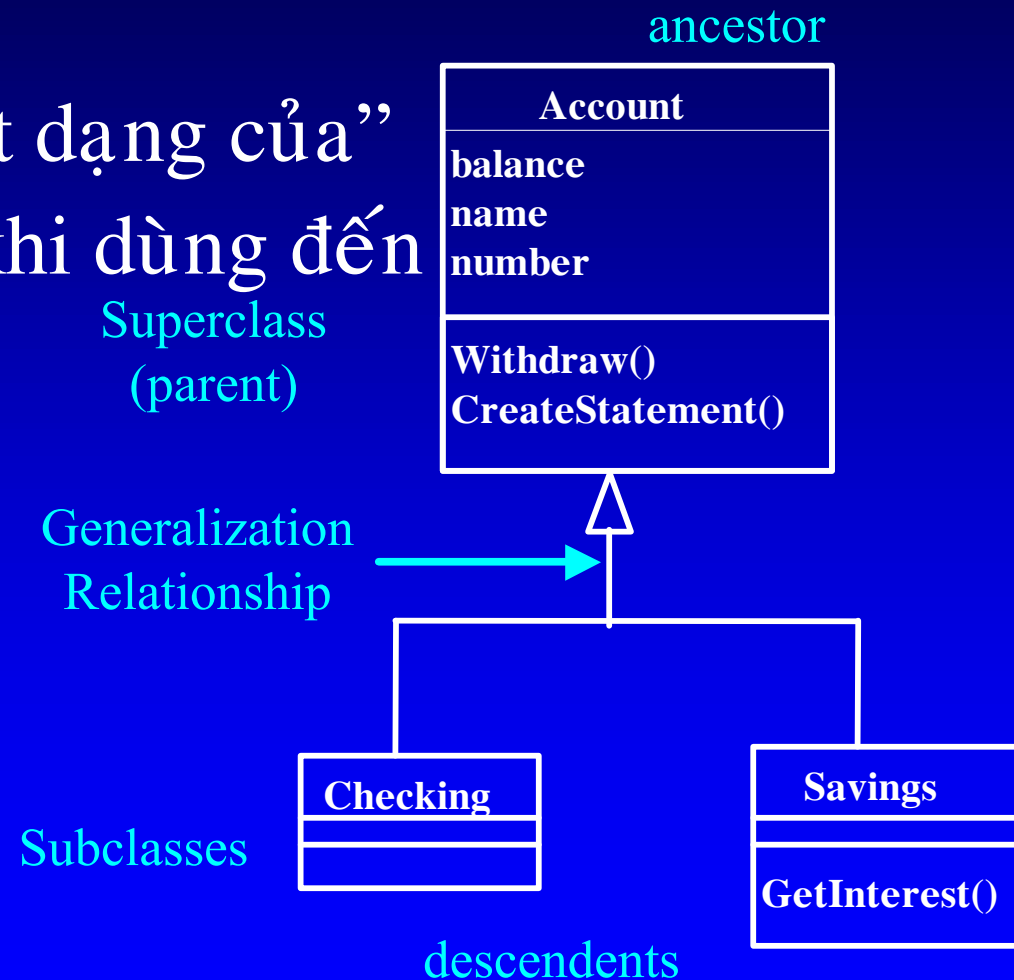 ancestor
Account
dạng của”
balance
name
dùng đến
number
Superclass
(parent)
Withdraw()
CreateStatement()
Generalization
Relationship
Checking
Savings
Subclasses
GetInterest()
descendents